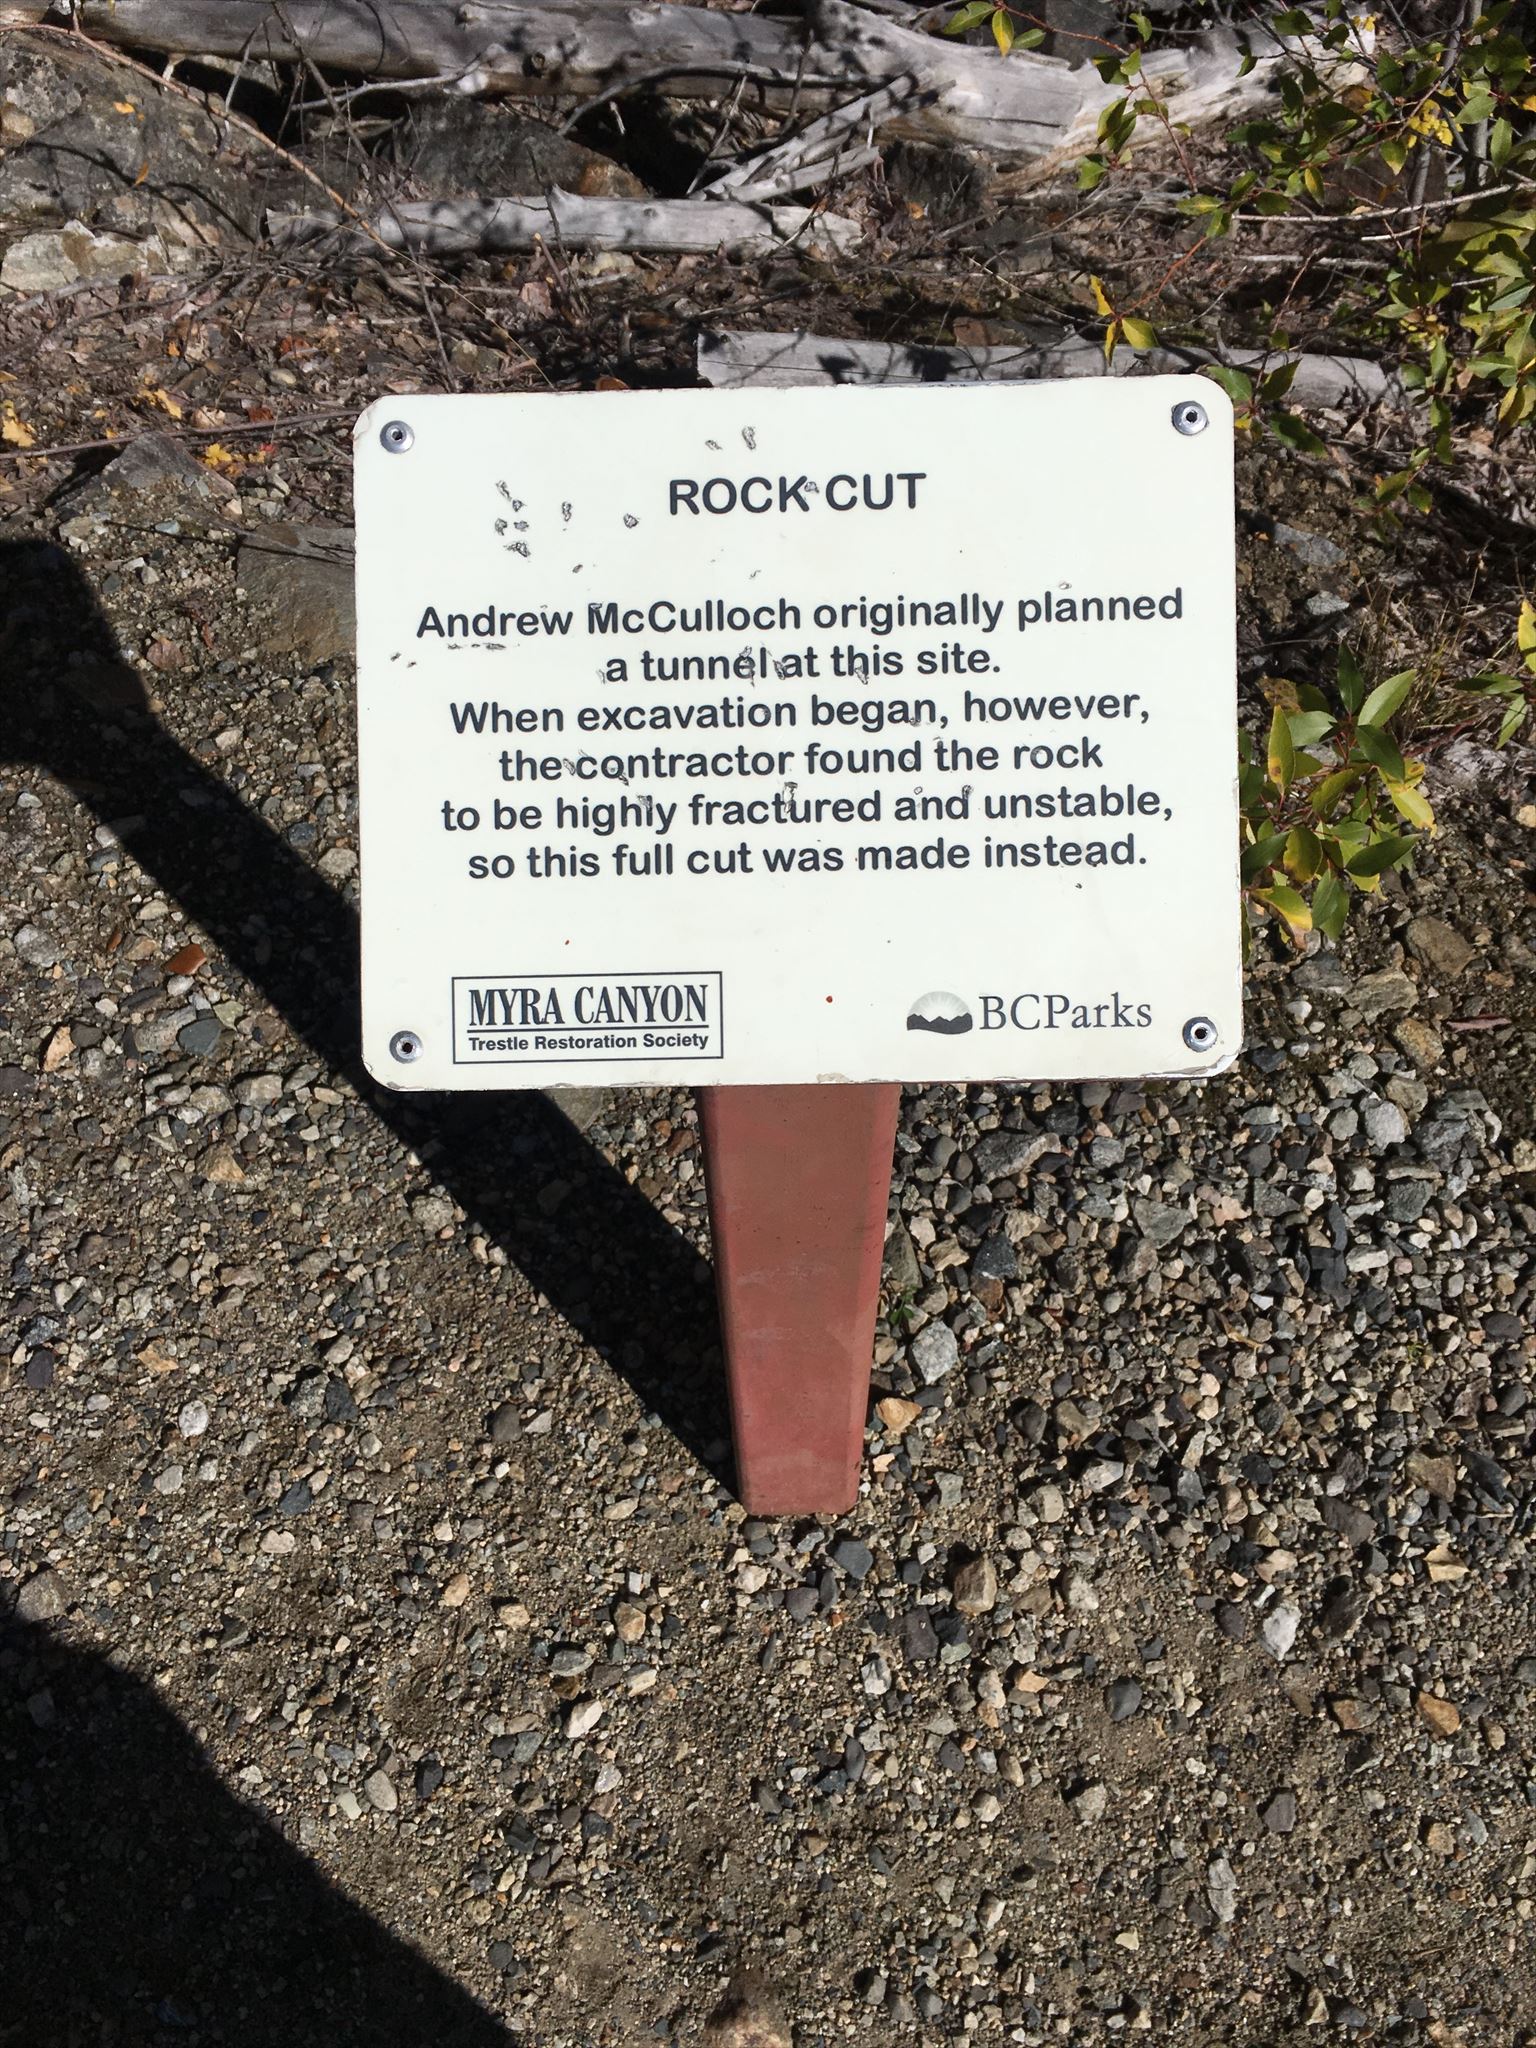 ROCK CUT
Andrew McCulloch originally planned
a tunnel at this site.
When excavation began, however,
the contractor found the rock
to be highly fractured and unstable,
so this full cut was made instead.
MYRA CANYON
Trestle Restoration Society
BCParks